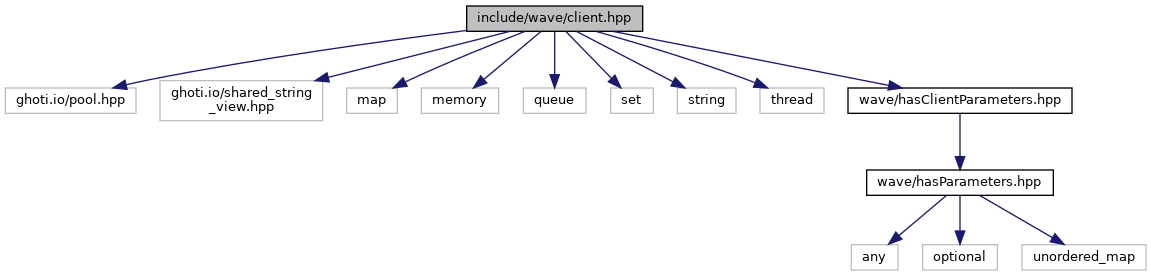 include/wave/client.hpp
ghoti.io/pool.hpp
ghoti.io/shared_string
_view.hpp
map
memory
queue
set
string
thread
wave/hasClientParameters.hpp
wave/hasParameters.hpp
any
optional
unordered_map